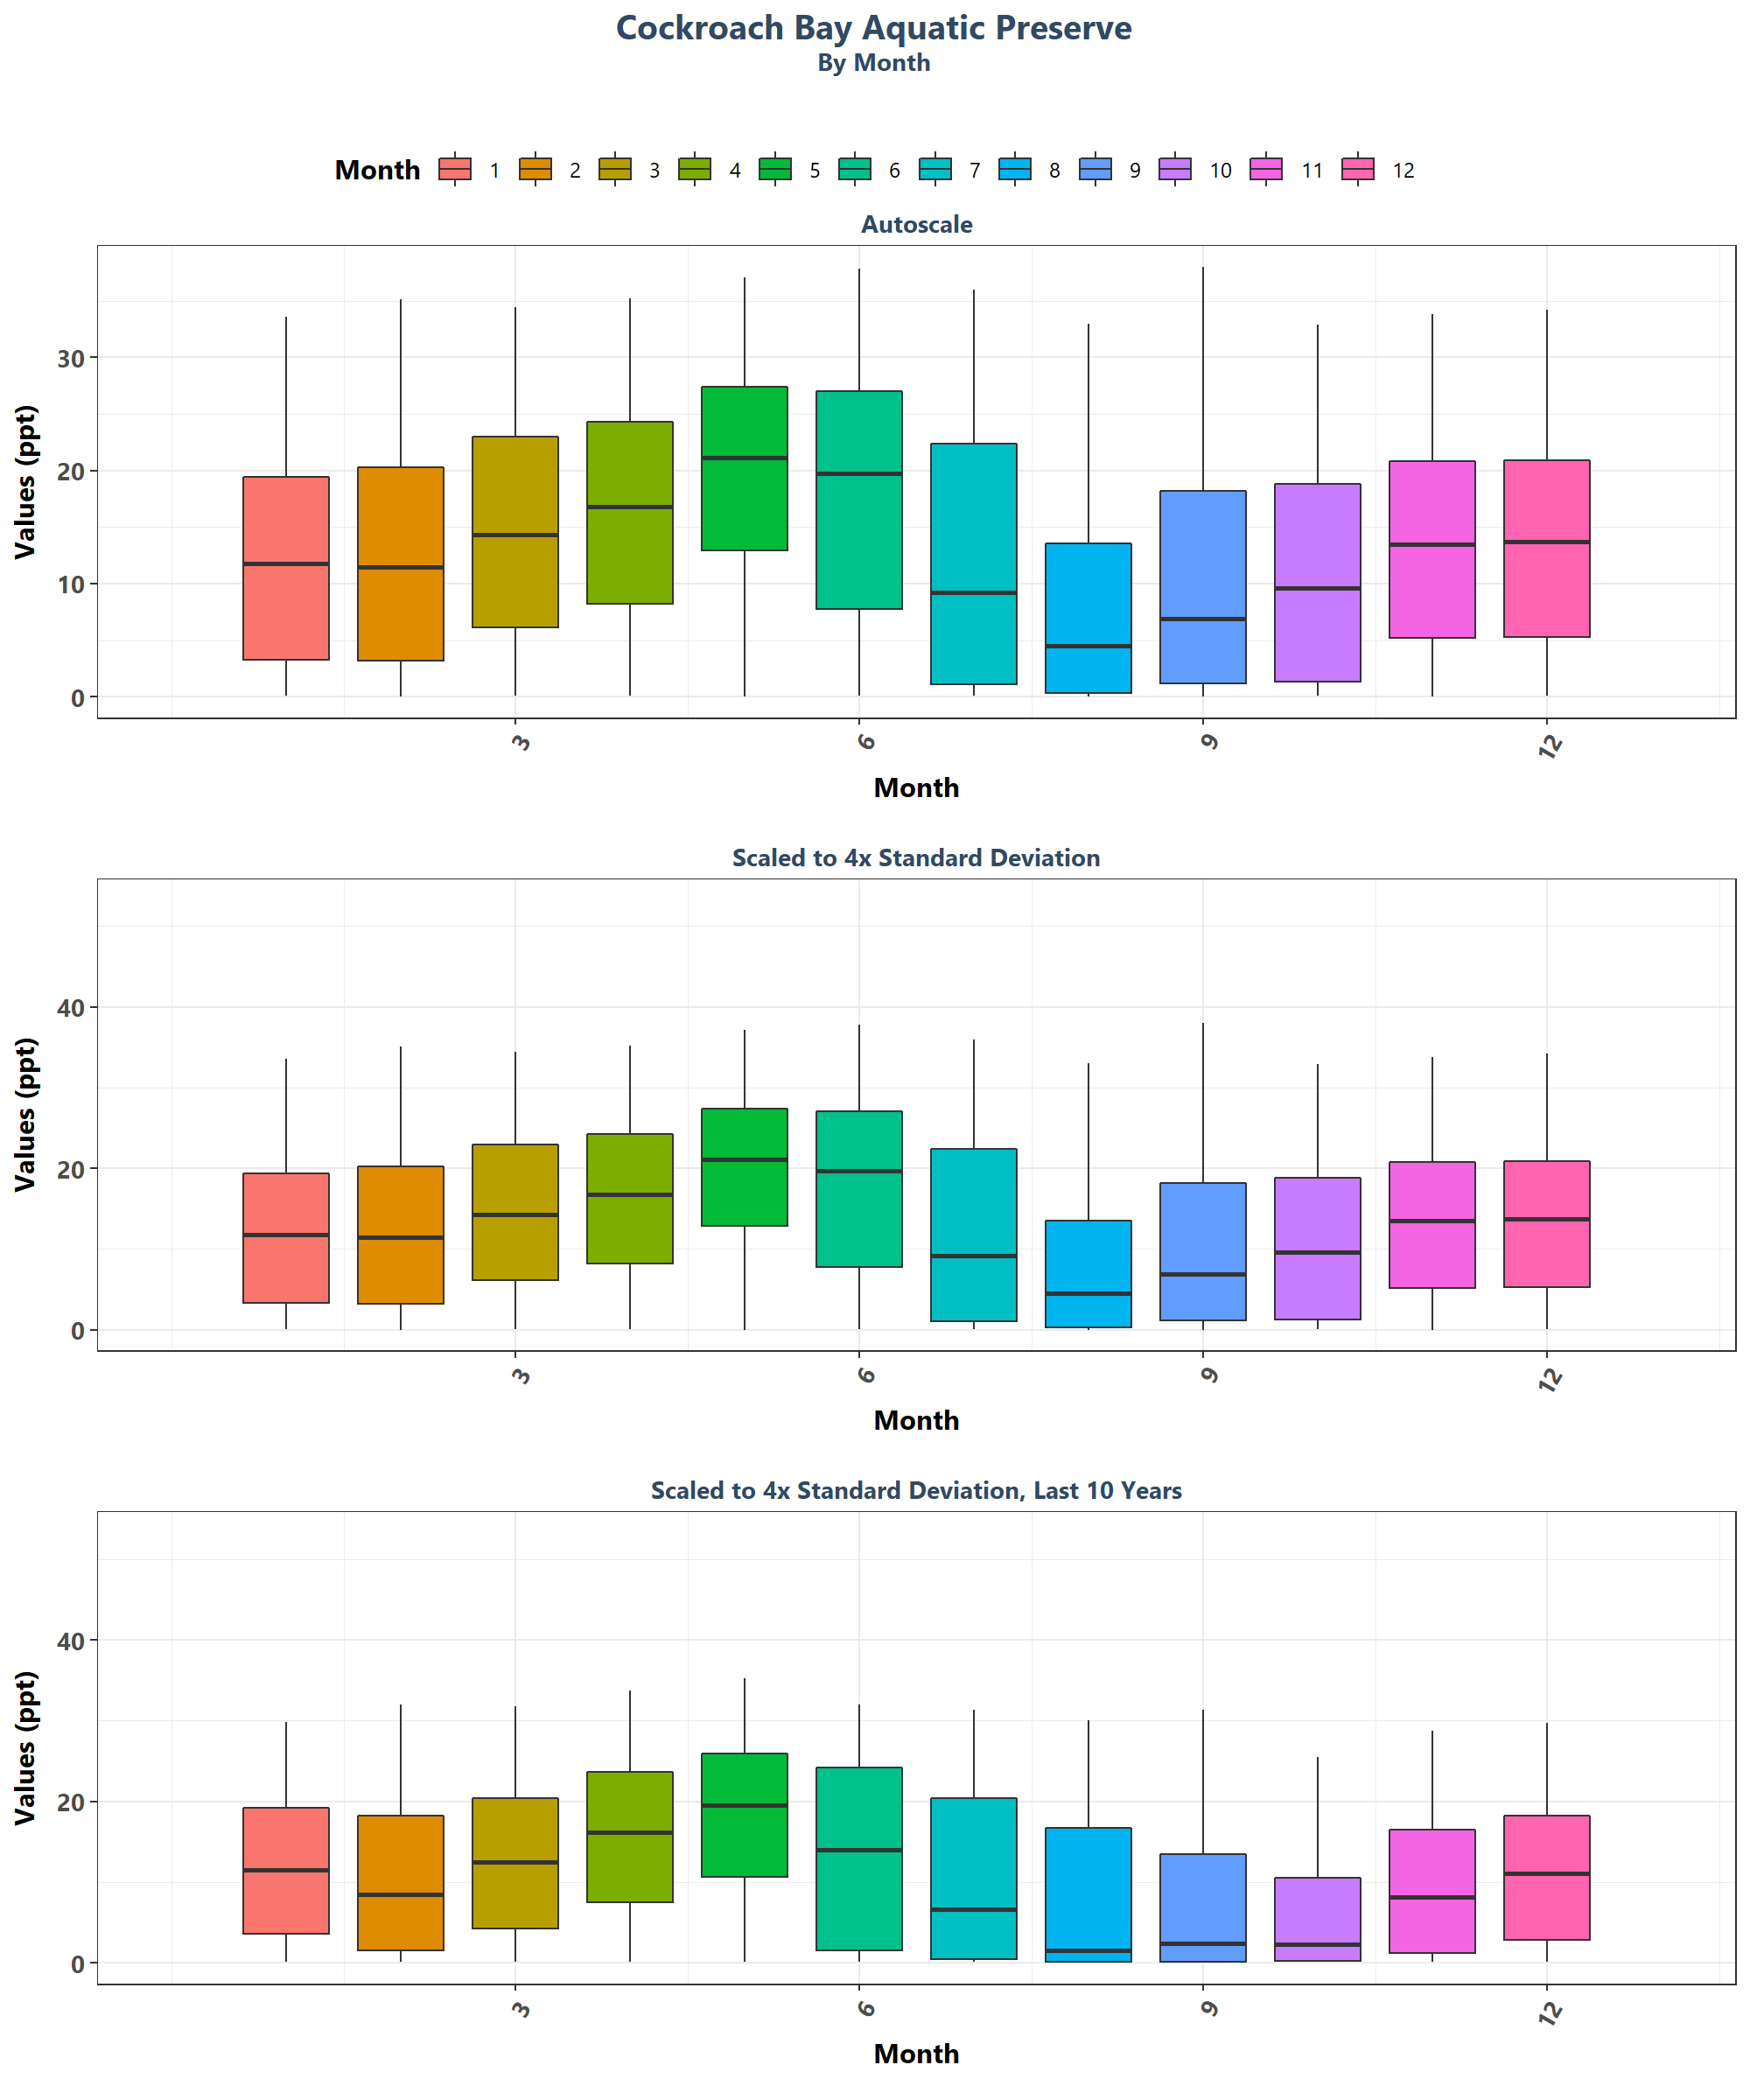 Cockroach Bay Aquatic Preserve
By Month
Month 1 2 3 4 5 6 7 8 9 10 11 12
Autoscale
Values (ppt)
30
20
10
0
3 6 9 12
Month
Scaled to 4x Standard Deviation
Values (ppt)
40
20
0
3 6 9 12
Month
Scaled to 4x Standard Deviation, Last 10 Years
Values (ppt)
40
20
0
3 6 9 12
Month